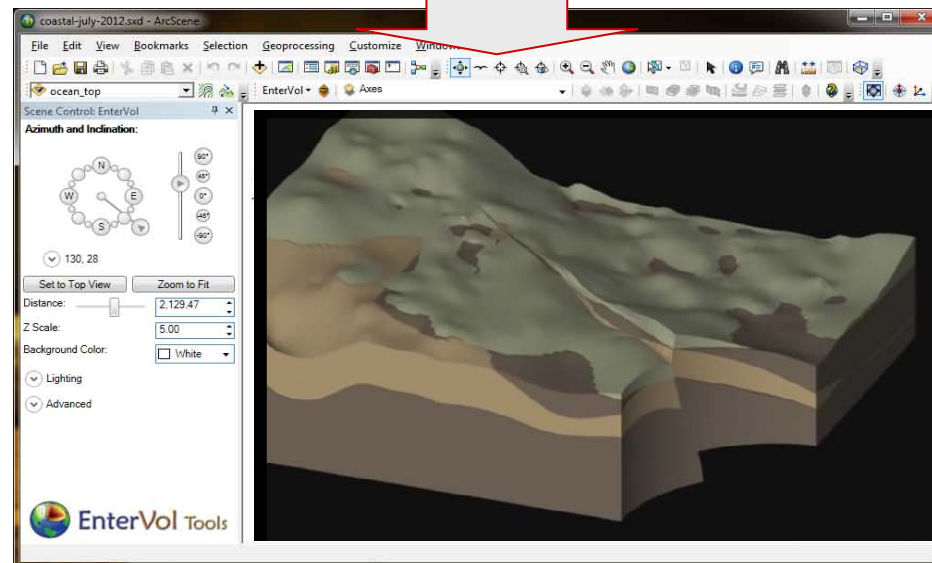 coastal-july-2012.sxd - ArcScene
File Edit View Bookmarks Selection Geoprocessing Customize Windows
ocean_top EnterVol Axes
Scene Control: EnterVol
Azimuth and Inclination:
N
W E
S
90°
45°
0°
-45°
-90°
130, 28
Set to Top View Zoom to Fit
Distance: 2,129.47
Z Scale: 5.00
Background Color: White
Lighting
Advanced
EnterVol Tools